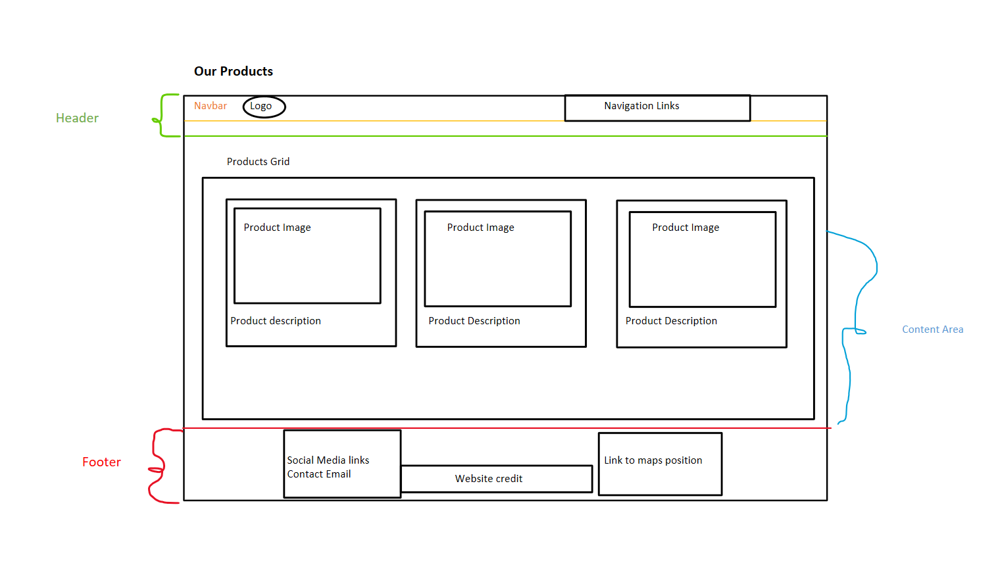 Our Products
Header
Navbar
Logo
Navigation Links
Products Grid
Product Image
Product Image
Product Image
Product description
Product Description
Product Description
Content Area
Footer
Social Media links
Contact Email
Website credit
Link to maps position